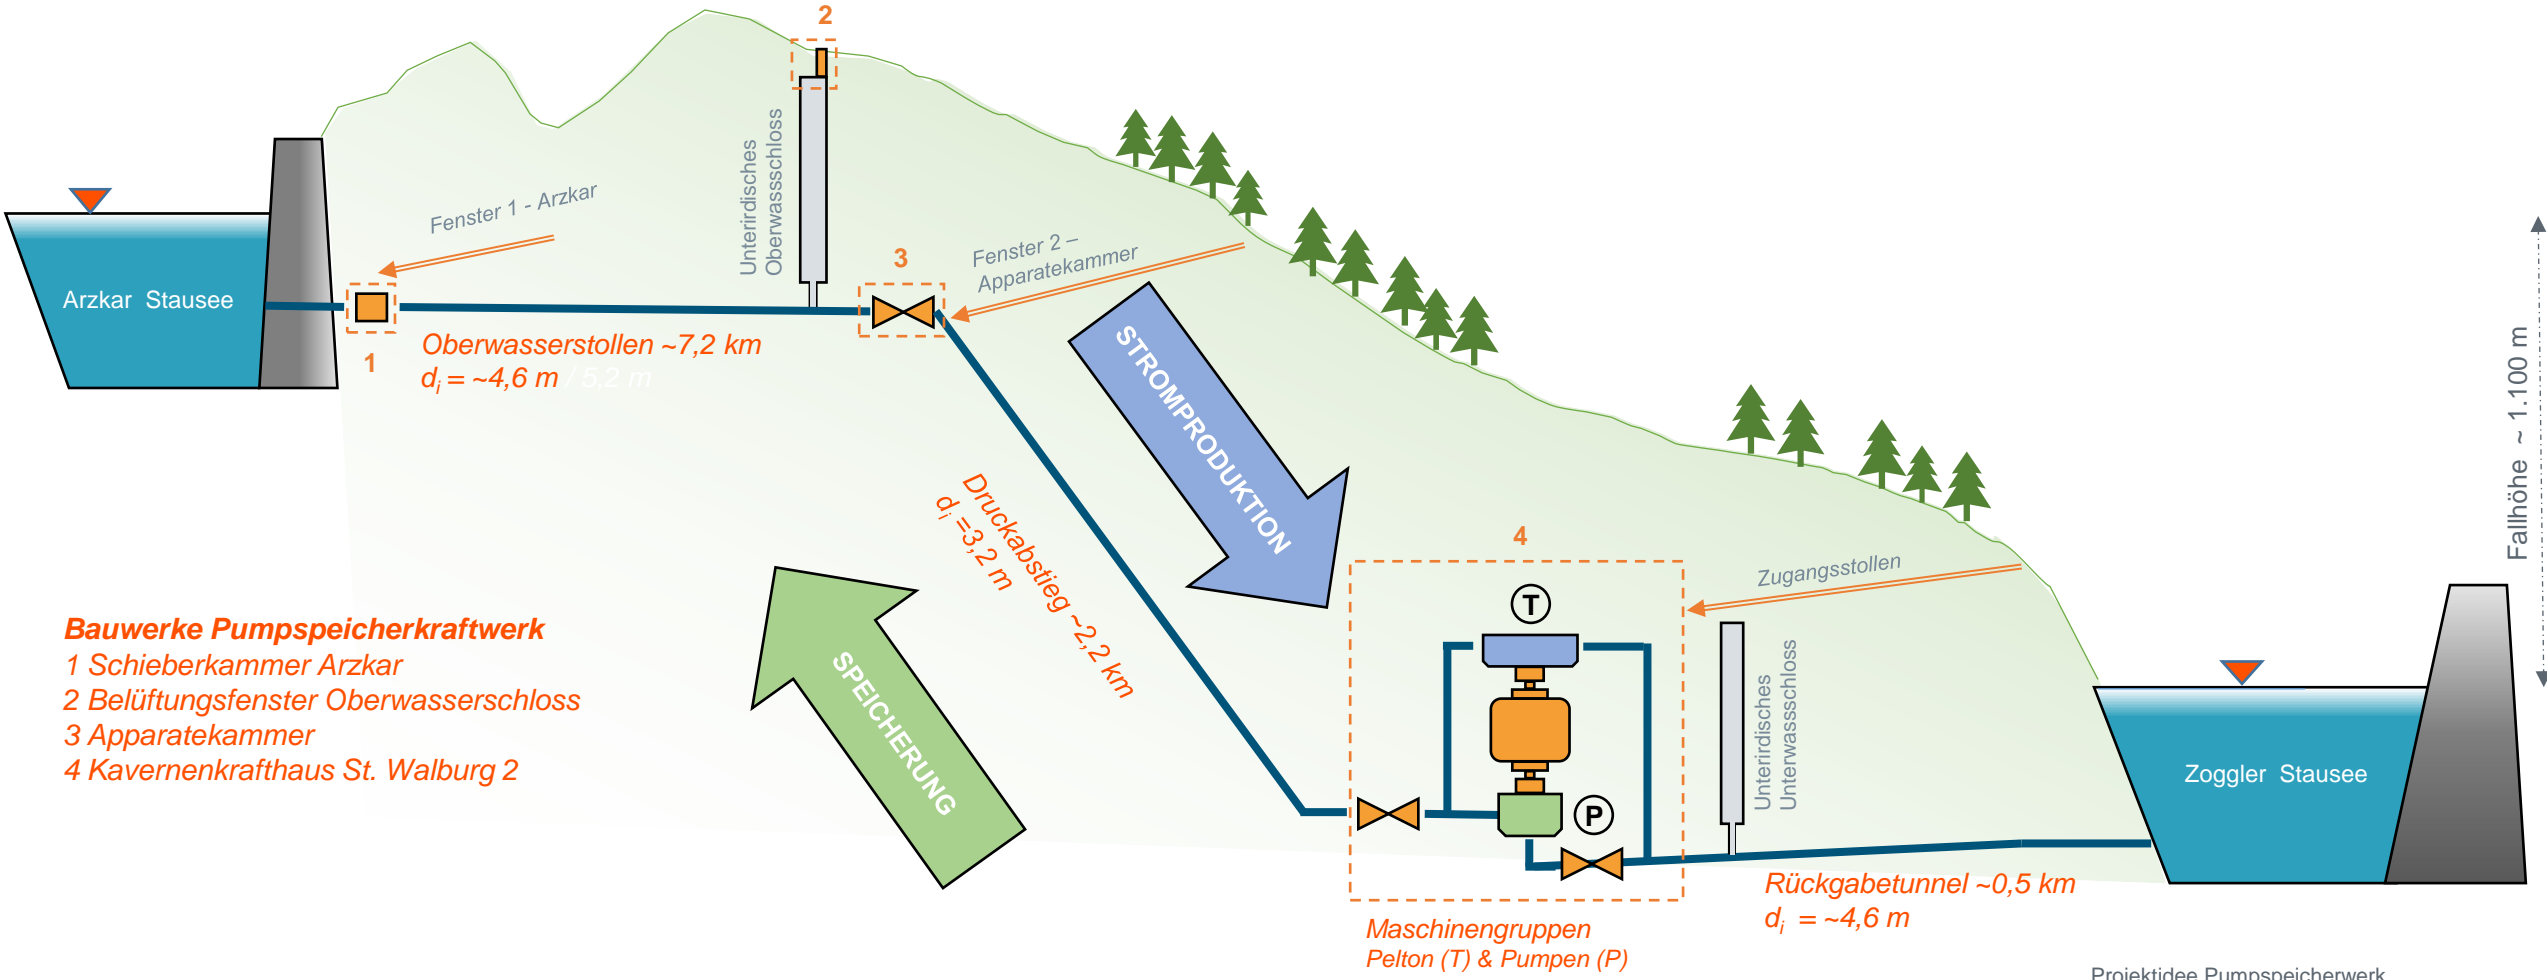 2
Unterirdisches
Oberwassschloss
Fenster 1 - Arzkar
Arzkar  Stausee
1
Oberwasserstollen ~7,2 km
di = ~4,6 m / 5,2 m
3
Fenster 2 –
Apparatekammer
STROMPRODUKTION
SPEICHERUNG
Druckabstieg ~2,2 km
di =3,2 m
Bauwerke Pumpspeicherkraftwerk
1 Schieberkammer Arzkar
2 Belüftungsfenster Oberwasserschloss
3 Apparatekammer
4 Kavernenkrafthaus St. Walburg 2
4
T
P
Maschinengruppen
Pelton (T) & Pumpen (P)
Zugangsstollen
Unterirdisches
Unterwassschloss
Rückgabetunnel ~0,5 km
di = ~4,6 m
Zoggler  Stausee
Fallhöhe ~ 1.100 m
Projektidee Pumpspeicherwerk